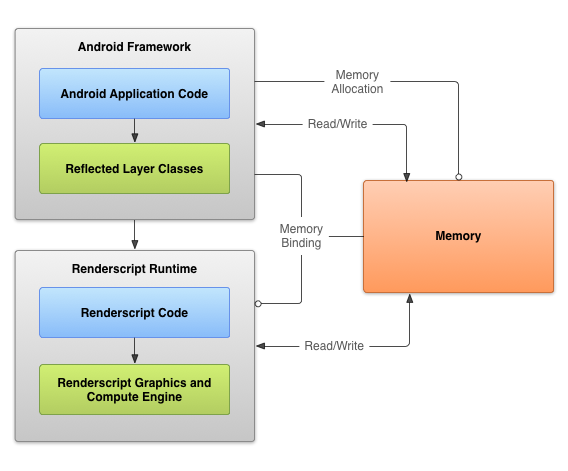 Android Framework
Android Application Code
Reflected Layer Classes
Memory
Allocation
Read/Write
Memory
Binding
Memory
Renderscript Runtime
Renderscript Code
Renderscript Graphics and
Compute Engine
Read/Write